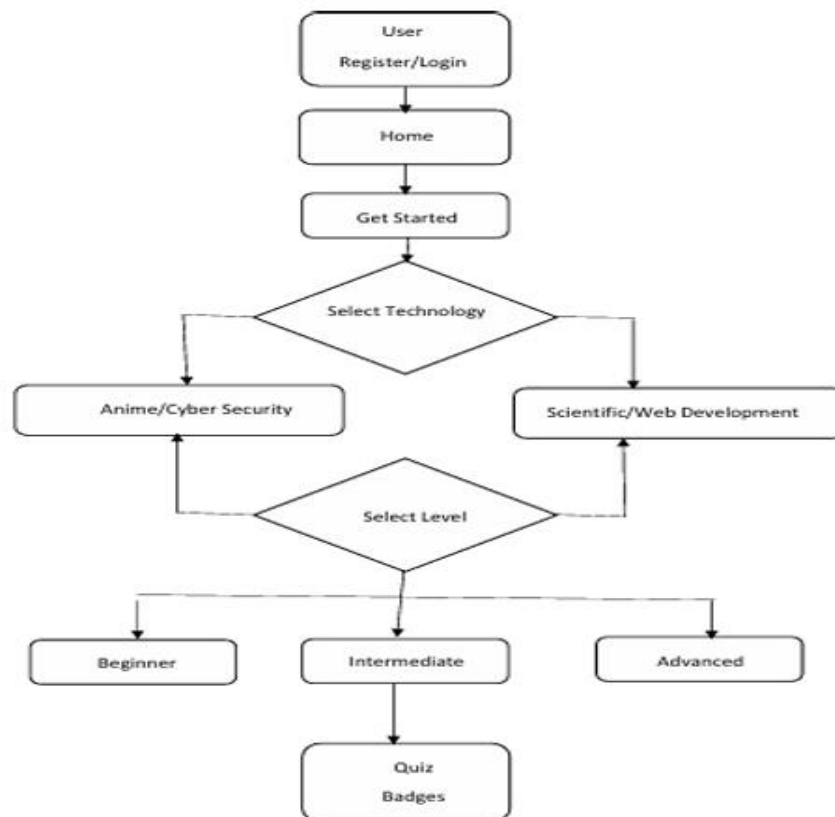 User
Register/Login
Home
Get Started
Select Technology
Anime/Cyber Security
Scientific/Web Development
Select Level
Beginner
Intermediate
Advanced
Quiz
Badges